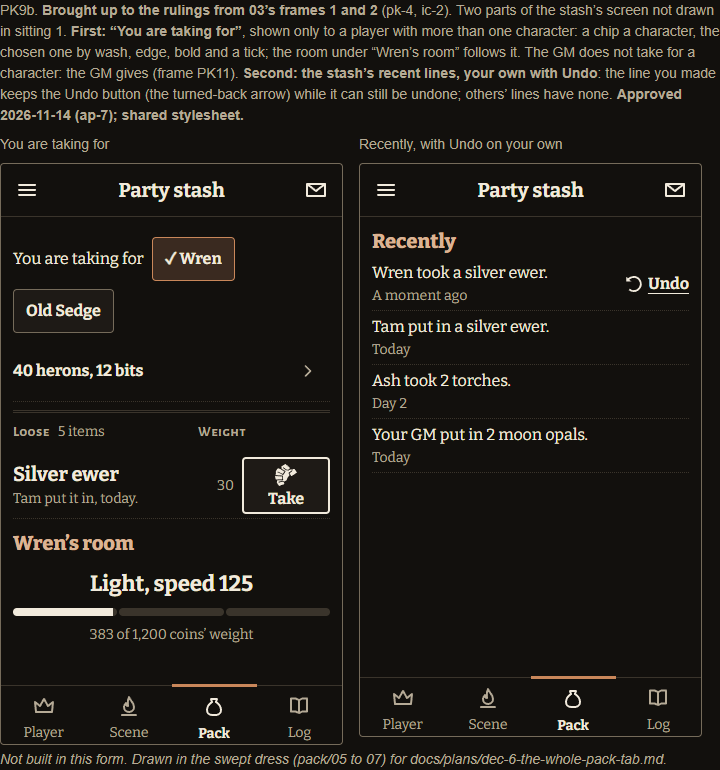 PK9b. Brought up to the rulings from 03’s frames 1 and 2 (pk-4, ic-2). Two parts of the stash’s screen not drawn
in sitting 1. First: “You are taking for”, shown only to a player with more than one character: a chip a character, the
chosen one by wash, edge, bold and a tick; the room under “Wren’s room” follows it. The GM does not take for a
character: the GM gives (frame PK11). Second: the stash’s recent lines, your own with Undo: the line you made
keeps the Undo button (the turned-back arrow) while it can still be undone; others’ lines have none. Approved
2026-11-14 (ap-7); shared stylesheet.
You are taking for
Party stash
You are taking for ✓ Wren
Old Sedge
40 herons, 12 bits
Loose 5 items Weight
Silver ewer
Tam put it in, today.
30
Take
Wren’s room
Light, speed 125
383 of 1,200 coins’ weight
Player Scene Pack Log
Recently, with Undo on your own
Party stash
Recently
Wren took a silver ewer.
A moment ago
Undo
Tam put in a silver ewer.
Today
Ash took 2 torches.
Day 2
Your GM put in 2 moon opals.
Today
Player Scene Pack Log
Not built in this form. Drawn in the swept dress (pack/05 to 07) for docs/plans/dec-6-the-whole-pack-tab.md.